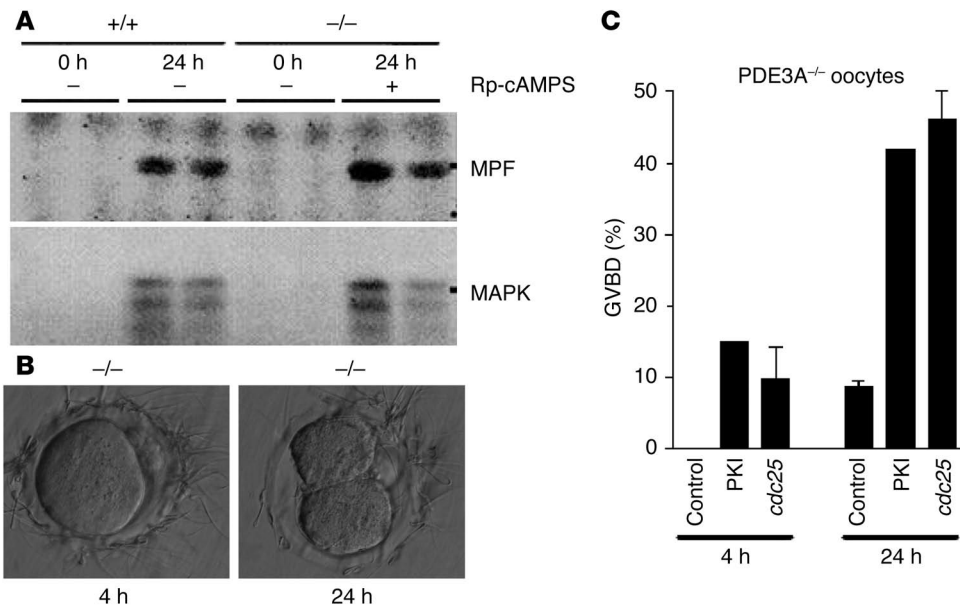 A
+/+ –/–
0 h 24 h 0 h 24 h
– – – + Rp-cAMPS
MPF
MAPK
B
–/– –/–
4 h 24 h
C
PDE3A–/– oocytes
GVBD (%)
50
40
30
20
10
0
Control PKI cdc25 Control PKI cdc25
4 h 24 h